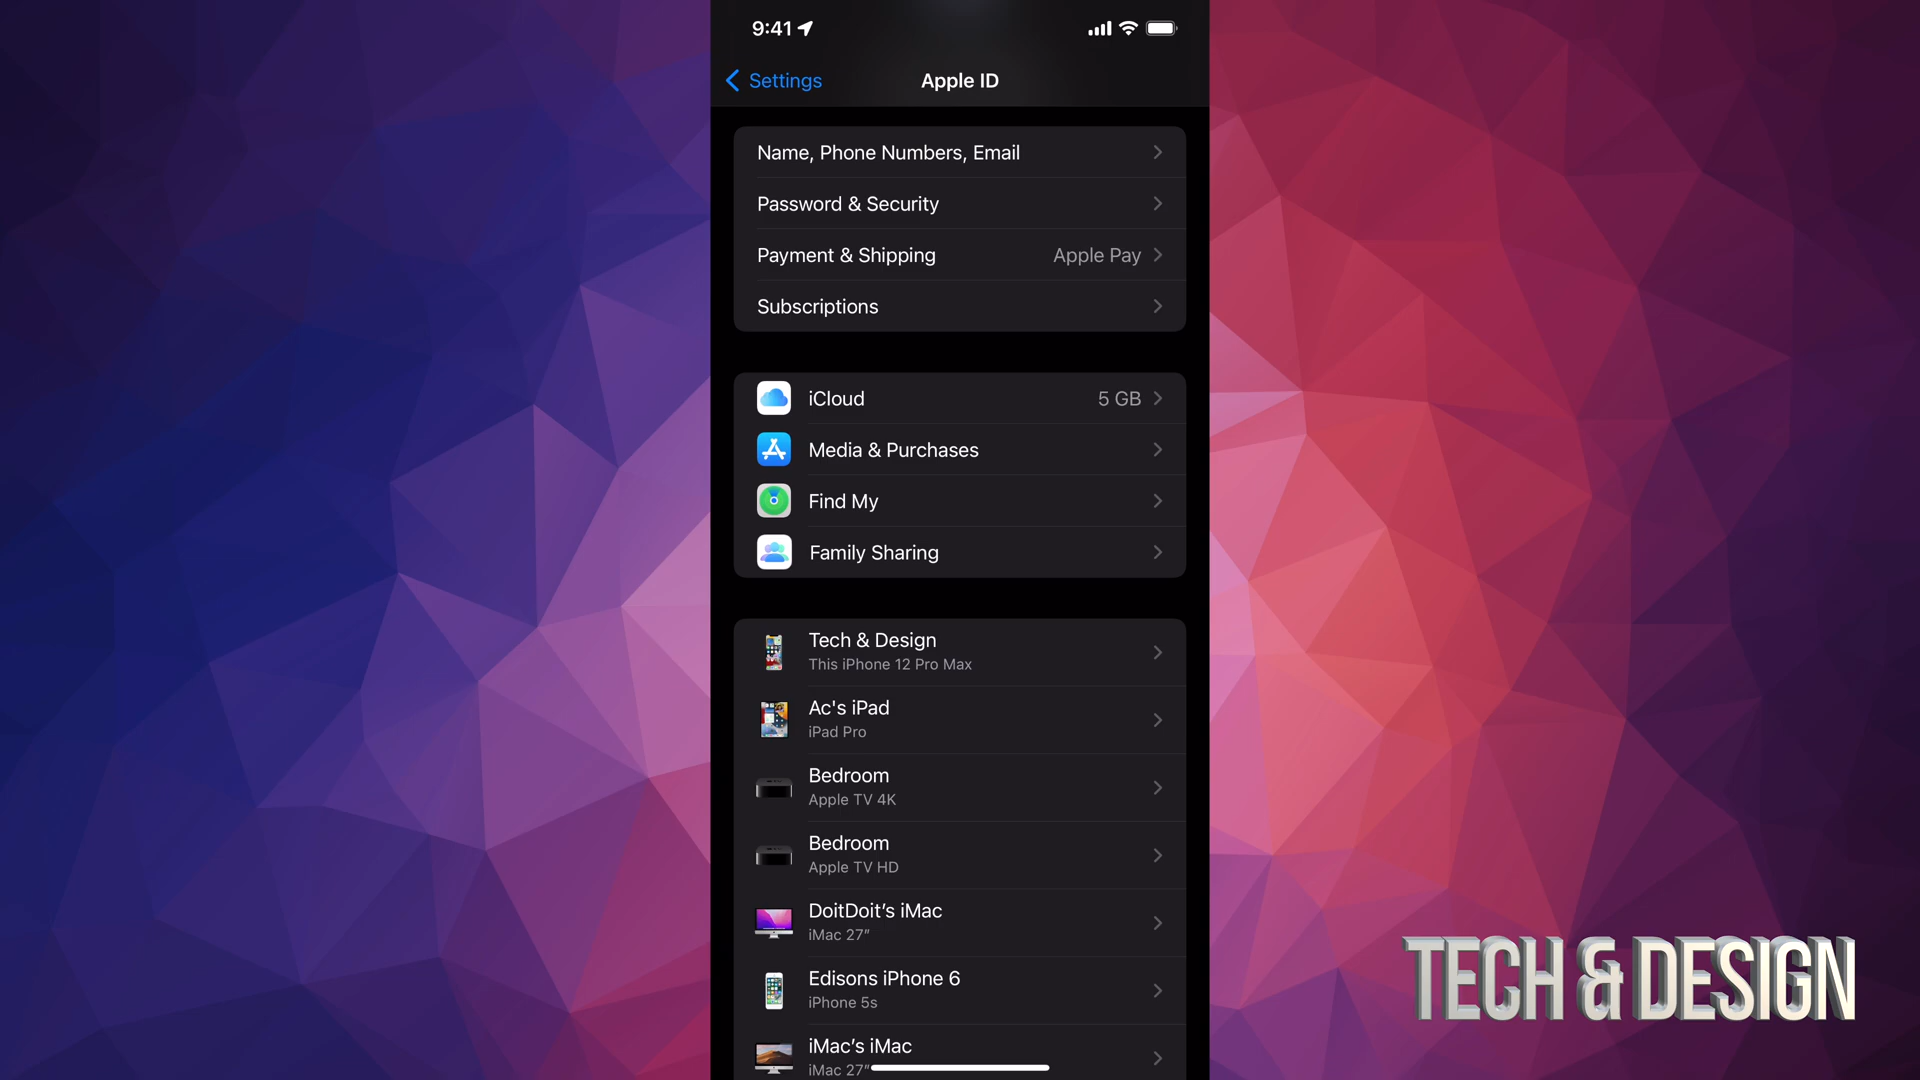 9:41
Settings
Apple ID
Name, Phone Numbers, Email
Password & Security
Payment & Shipping Apple Pay
Subscriptions
iCloud 5 GB
Media & Purchases
Find My
Family Sharing
Tech & Design
This iPhone 12 Pro Max
Ac's iPad
iPad Pro
Bedroom
Apple TV 4K
Bedroom
Apple TV HD
DoitDoit’s iMac
iMac 27″
Edisons iPhone 6
iPhone 5s
iMac’s iMac
iMac 27″
TECH & DESIGN